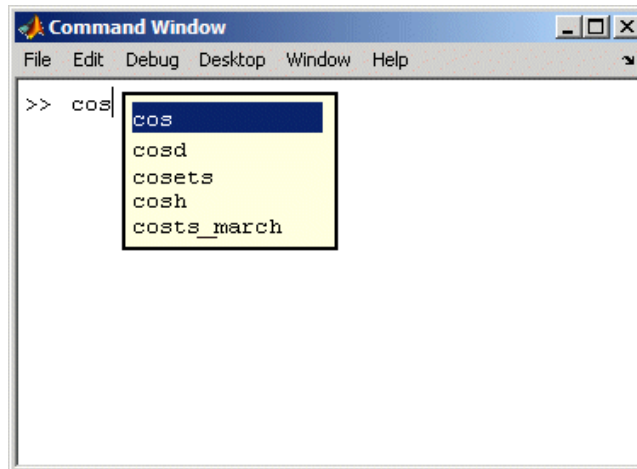 Command Window
File Edit Debug Desktop Window Help
>> cos
cos
cosd
cosets
cosh
costs_march